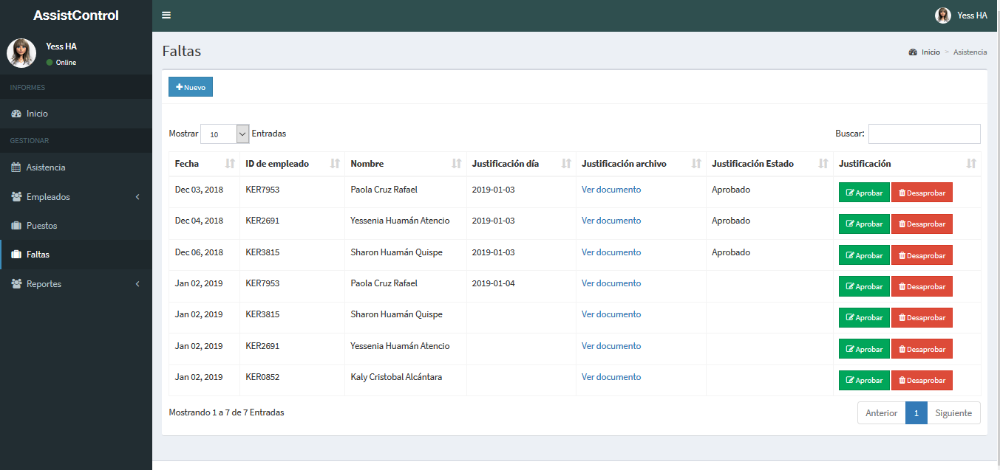 AssistControl
Yess HA
Yess HA
Online
INFORMES
Inicio
GESTIONAR
Asistencia
Empleados
Puestos
Faltas
Reportes
Faltas
Inicio > Asistencia
Nuevo
Mostrar 10 Entradas
Buscar:
Fecha ID de empleado Nombre Justificación día Justificación archivo Justificación Estado Justificación
Dec 03, 2018 KER7953 Paola Cruz Rafael 2019-01-03 Ver documento Aprobado Aprobar Desaprobar
Dec 04, 2018 KER2691 Yessenia Huamán Atencio 2019-01-03 Ver documento Aprobado Aprobar Desaprobar
Dec 06, 2018 KER3815 Sharon Huamán Quispe 2019-01-03 Ver documento Aprobado Aprobar Desaprobar
Jan 02, 2019 KER7953 Paola Cruz Rafael 2019-01-04 Ver documento Aprobar Desaprobar
Jan 02, 2019 KER3815 Sharon Huamán Quispe Ver documento Aprobar Desaprobar
Jan 02, 2019 KER2691 Yessenia Huamán Atencio Ver documento Aprobar Desaprobar
Jan 02, 2019 KER0852 Kaly Cristobal Alcántara Ver documento Aprobar Desaprobar
Mostrando 1 a 7 de 7 Entradas
Anterior 1 Siguiente